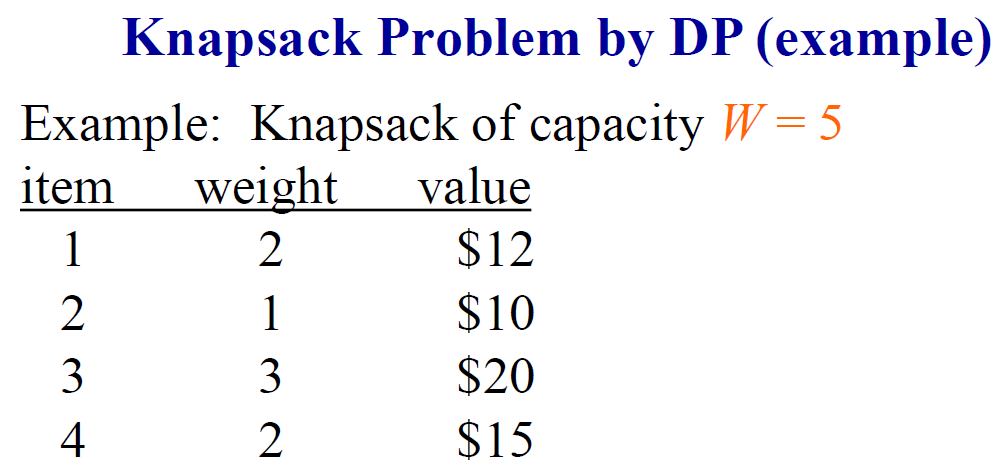 Knapsack Problem by DP (example)
Example: Knapsack of capacity W = 5
item weight value
1 2 $12
2 1 $10
3 3 $20
4 2 $15